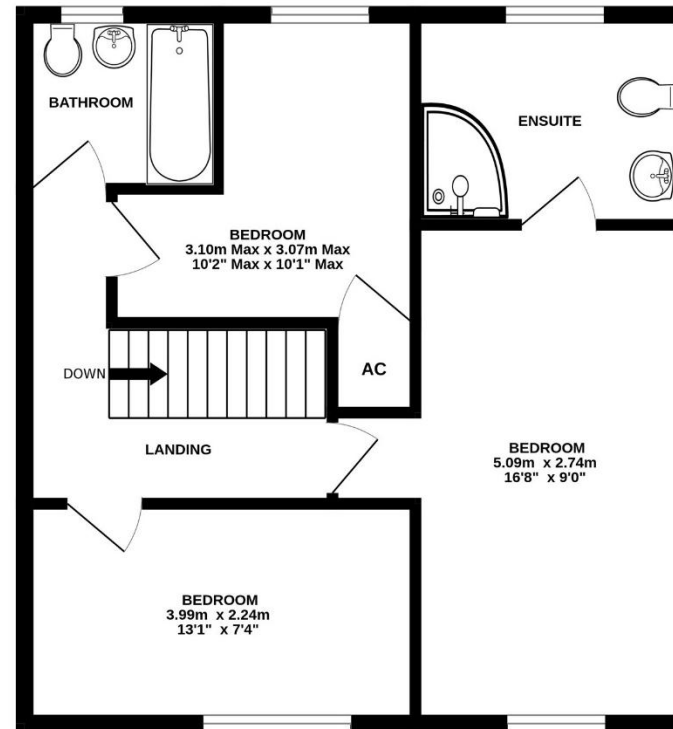 BATHROOM
ENSUITE
BEDROOM
3.10m Max x 3.07m Max
10'2" Max x 10'1" Max
DOWN
AC
LANDING
BEDROOM
5.09m x 2.74m
16'8" x 9'0"
BEDROOM
3.99m x 2.24m
13'1" x 7'4"